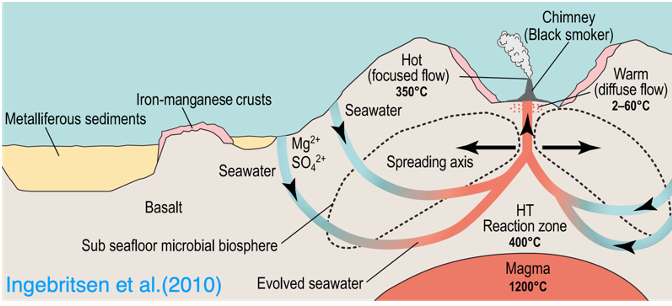 Chimney
(Black smoker)
Hot
(focused flow)
350°C
Warm
(diffuse flow)
2–60°C
Iron-manganese crusts
Metalliferous sediments
Seawater
Mg2+
SO42+
Seawater
Spreading axis
Basalt
HT
Reaction zone
400°C
Sub seafloor microbial biosphere
Evolved seawater
Magma
1200°C
Ingebritsen et al.(2010)